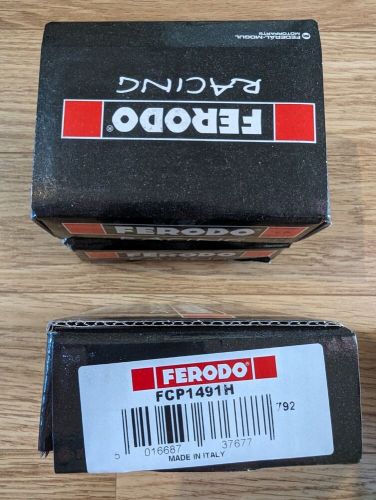 FEDERAL-MOGUL
MOTORPARTS
RACING
FERODO®
FERODO
FERODO
FERODO®
FCP1491H
792
5 016687 37677
MADE IN ITALY